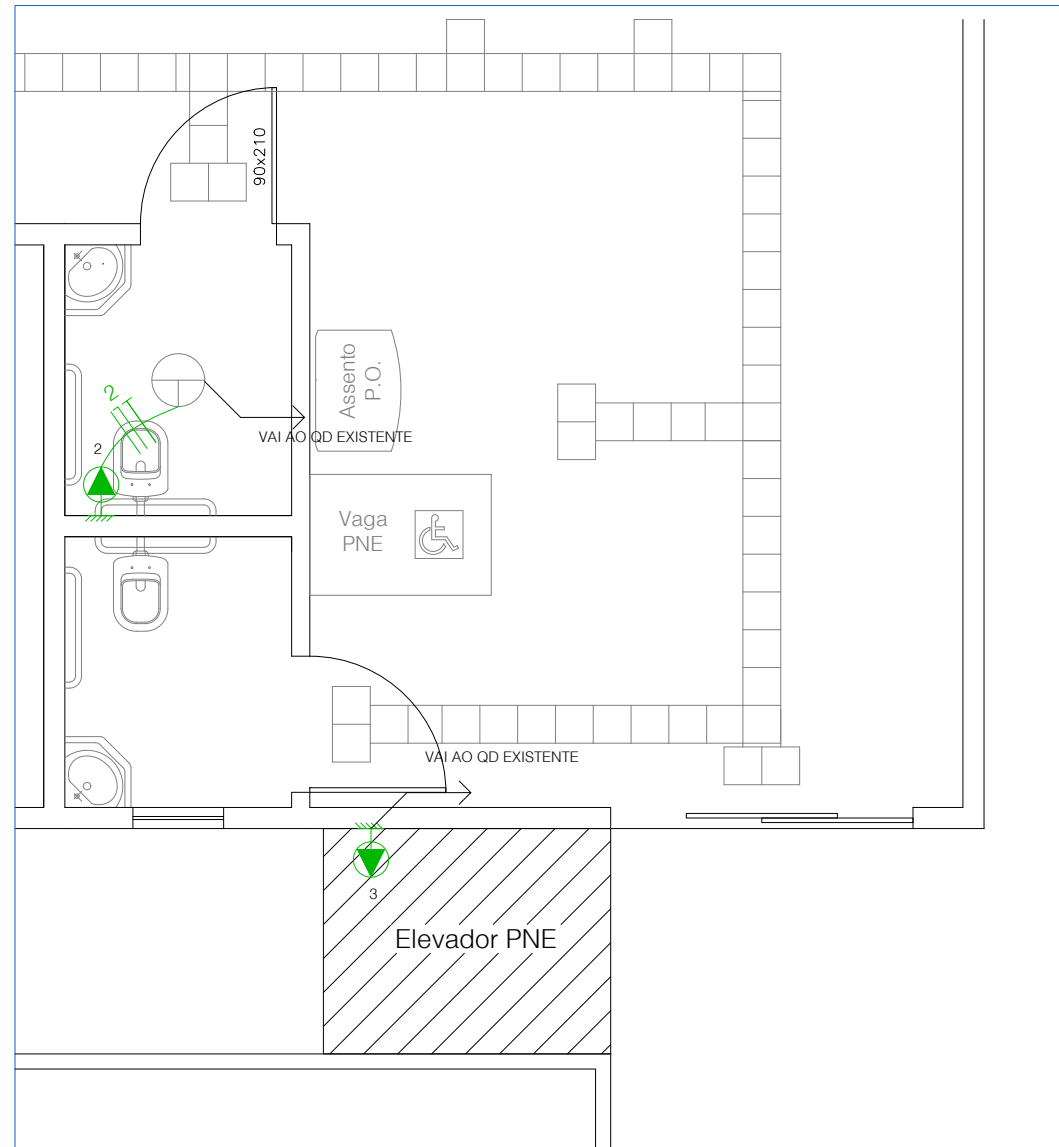 90x210
Assento
P.O.
2
VAI AO QD EXISTENTE
2
Vaga
PNE
VAI AO QD EXISTENTE
3
Elevador PNE